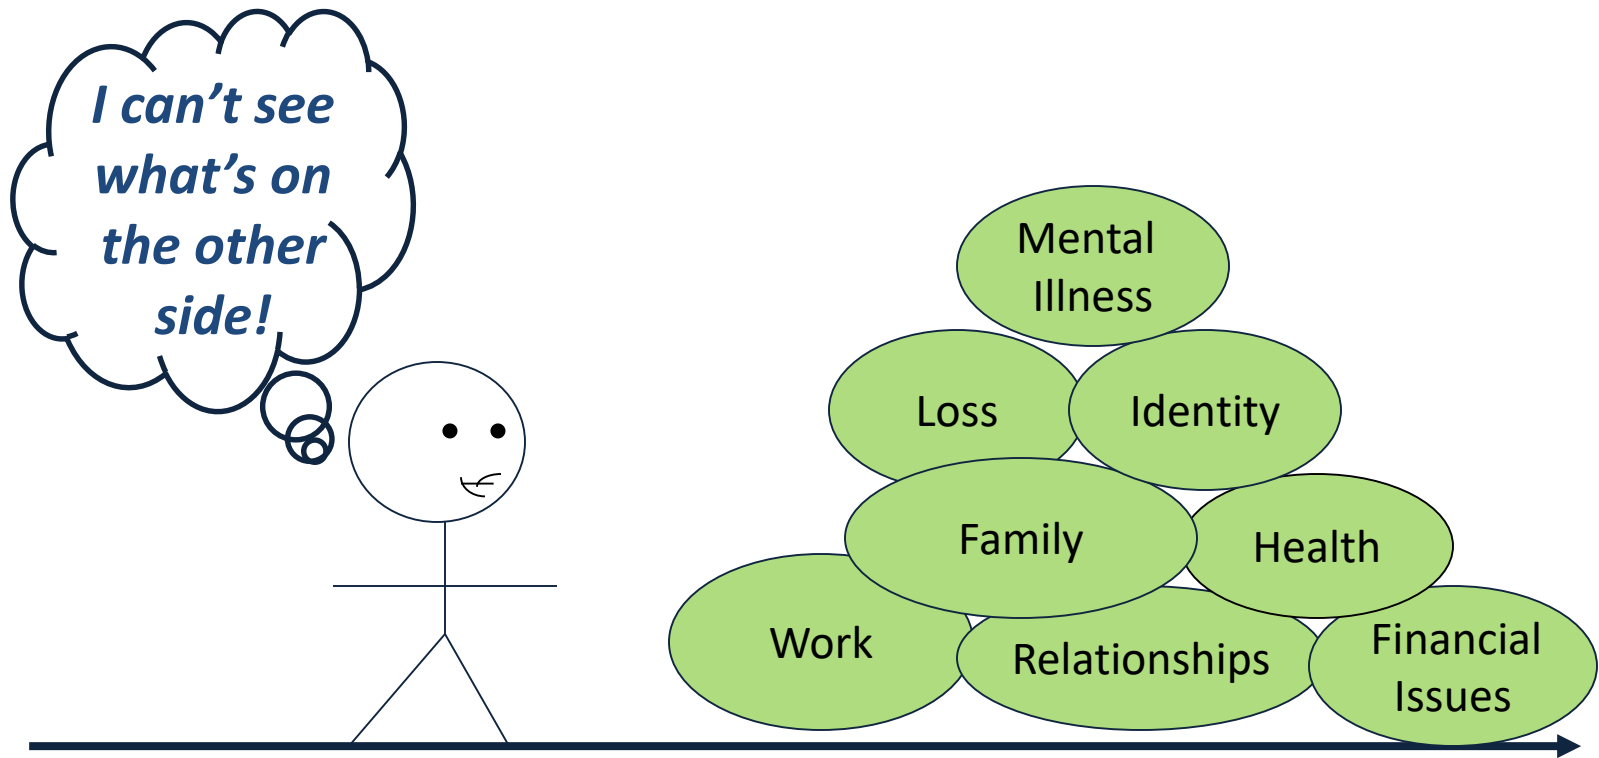 I can’t see
what’s on
the other
side!
Mental
Illness
Loss
Identity
Family
Health
Work
Relationships
Financial
Issues